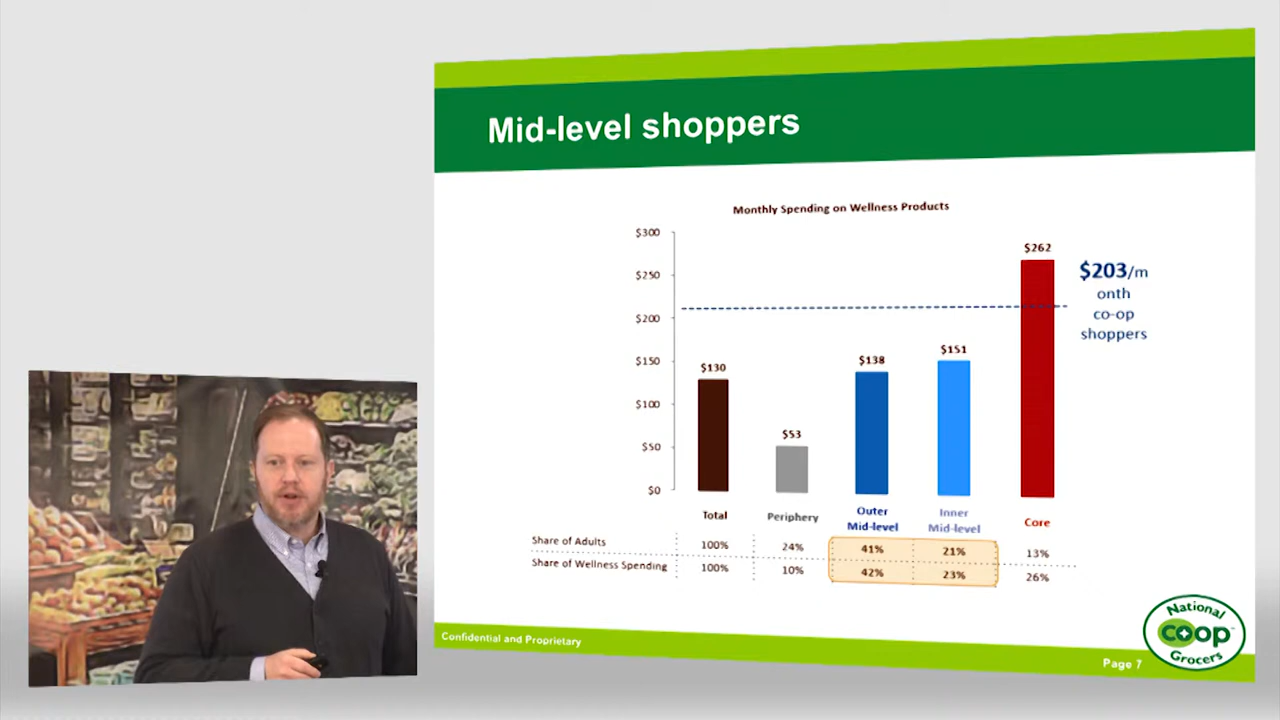 Mid-level shoppers
Monthly Spending on Wellness Products
$300
$250
$200
$150
$100
$50
$0
$130
$53
$138
$151
$262
$203/m
onth
co-op
shoppers
Total
Periphery
Outer
Mid-level
Inner
Mid-level
Core
Share of Adults 100% 24% 41% 21% 13%
Share of Wellness Spending 100% 10% 42% 23% 26%
Confidential and Proprietary
Page 7
National
co+op
Grocers